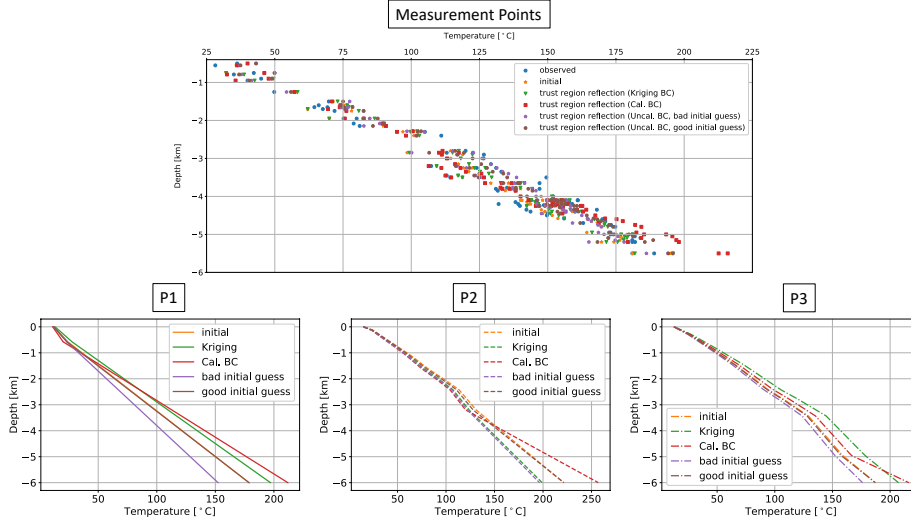 Measurement Points
Temperature [ °C]
25 50 75 100 125 150 175 200 225
observed
initial
trust region reflection (Kriging BC)
trust region reflection (Cal. BC)
trust region reflection (Uncal. BC, bad initial guess)
trust region reflection (Uncal. BC, good initial guess)
Depth [km]
−1
−2
−3
−4
−5
−6
P1
0
−1
−2
−3
−4
−5
−6
Depth [km]
initial
Kriging
Cal. BC
bad initial guess
good initial guess
50 100 150 200
Temperature [ °C]
P2
0
−1
−2
−3
−4
−5
−6
Depth [km]
initial
Kriging
Cal. BC
bad initial guess
good initial guess
50 100 150 200 250
Temperature [ °C]
P3
0
−1
−2
−3
−4
−5
−6
Depth [km]
initial
Kriging
Cal. BC
bad initial guess
good initial guess
50 100 150 200
Temperature [ °C]